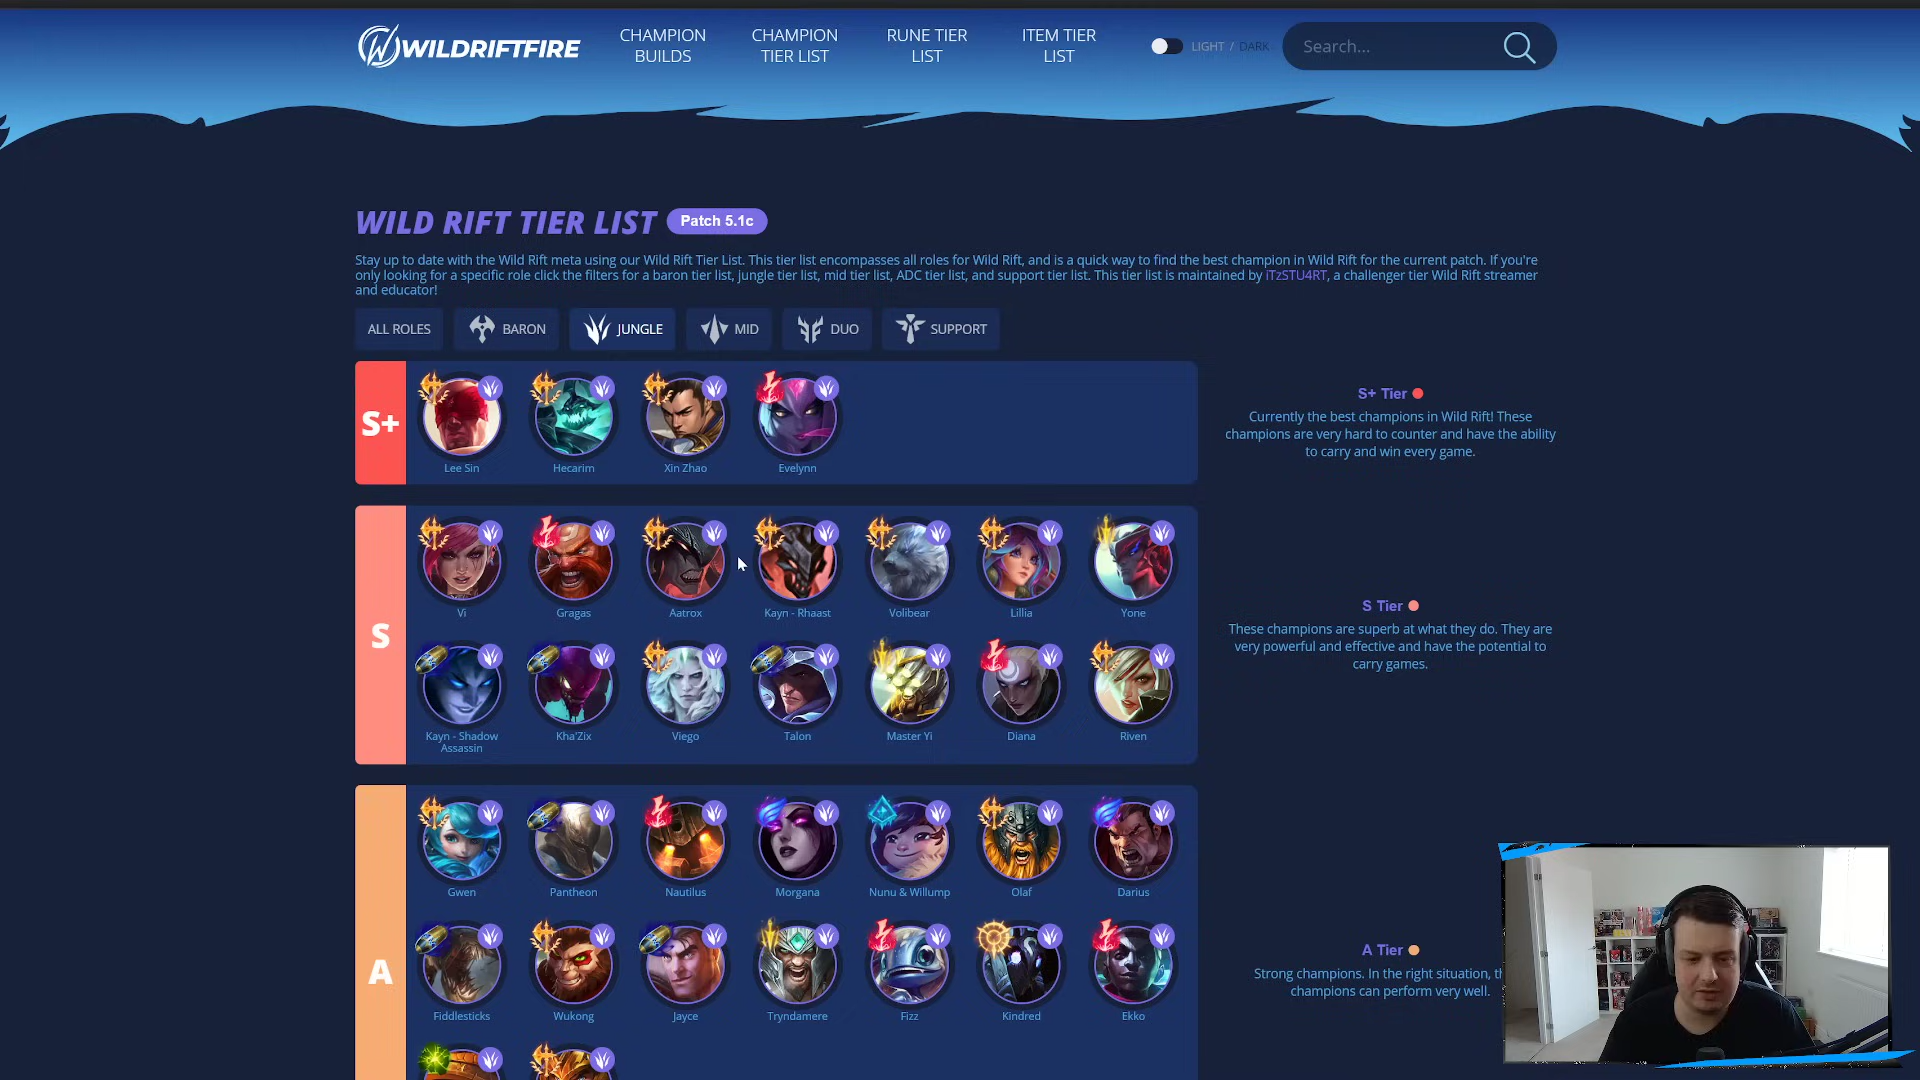 WILDRIFTFIRE
CHAMPION BUILDS
CHAMPION TIER LIST
RUNE TIER LIST
ITEM TIER LIST
LIGHT / DARK
Search...
WILD RIFT TIER LIST
Patch 5.1c
Stay up to date with the Wild Rift meta using our Wild Rift Tier List. This tier list encompasses all roles for Wild Rift, and is a quick way to find the best champion in Wild Rift for the current patch. If you're
only looking for a specific role click the filters for a baron tier list, jungle tier list, mid tier list, ADC tier list, and support tier list. This tier list is maintained by iTzSTU4RT, a challenger tier Wild Rift streamer
and educator!
ALL ROLES
BARON
JUNGLE
MID
DUO
SUPPORT
S+
Lee Sin
Hecarim
Xin Zhao
Evelynn
S+ Tier
Currently the best champions in Wild Rift! These
champions are very hard to counter and have the ability
to carry and win every game.
S
Vi
Gragas
Aatrox
Kayn - Rhaast
Volibear
Lillia
Yone
Kayn - Shadow
Assassin
Kha'Zix
Viego
Talon
Master Yi
Diana
Riven
S Tier
These champions are superb at what they do. They are
very powerful and effective and have the potential to
carry games.
A
Gwen
Pantheon
Nautilus
Morgana
Nunu & Willump
Olaf
Darius
Fiddlesticks
Wukong
Jayce
Tryndamere
Fizz
Kindred
Ekko
A Tier
Strong champions. In the right situation, th
champions can perform very well.